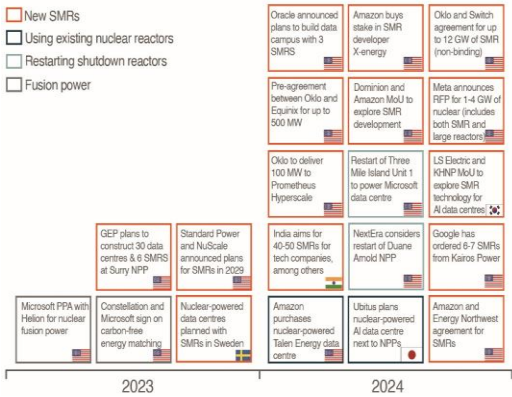 New SMRs
Using existing nuclear reactors
Restarting shutdown reactors
Fusion power
Oracle announced
plans to build data
campus with 3
SMRS
Amazon buys
stake in SMR
developer
X-energy
Oklo and Switch
agreement for up
to 12 GW of SMR
(non-binding)
Pre-agreement
between Oklo and
Equinix for up to
500 MW
Dominion and
Amazon MoU to
explore SMR
development
Meta announces
RFP for 1-4 GW of
nuclear (includes
both SMR and
large reactors)
Oklo to deliver
100 MW to
Prometheus
Hyperscale
Restart of Three
Mile Island Unit 1
to power Microsoft
data centre
LS Electric and
KHNP MoU to
explore SMR
technology for
AI data centres
GEP plans to
construct 30 data
centres & 6 SMRS
at Surry NPP
Standard Power
and NuScale
announced plans
for SMRs in 2029
India aims for
40-50 SMRs for
tech companies,
among others
NextEra considers
restart of Duane
Arnold NPP
Google has
ordered 6-7 SMRs
from Kairos Power
Microsoft PPA with
Helion for nuclear
fusion power
Constellation and
Microsoft sign on
carbon-free
energy matching
Nuclear-powered
data centres
planned with
SMRs in Sweden
Amazon
purchases
nuclear-powered
Talen Energy data
centre
Ubitus plans
nuclear-powered
AI data centre
next to NPPs
Amazon and
Energy Northwest
agreement for
SMRs
2023
2024